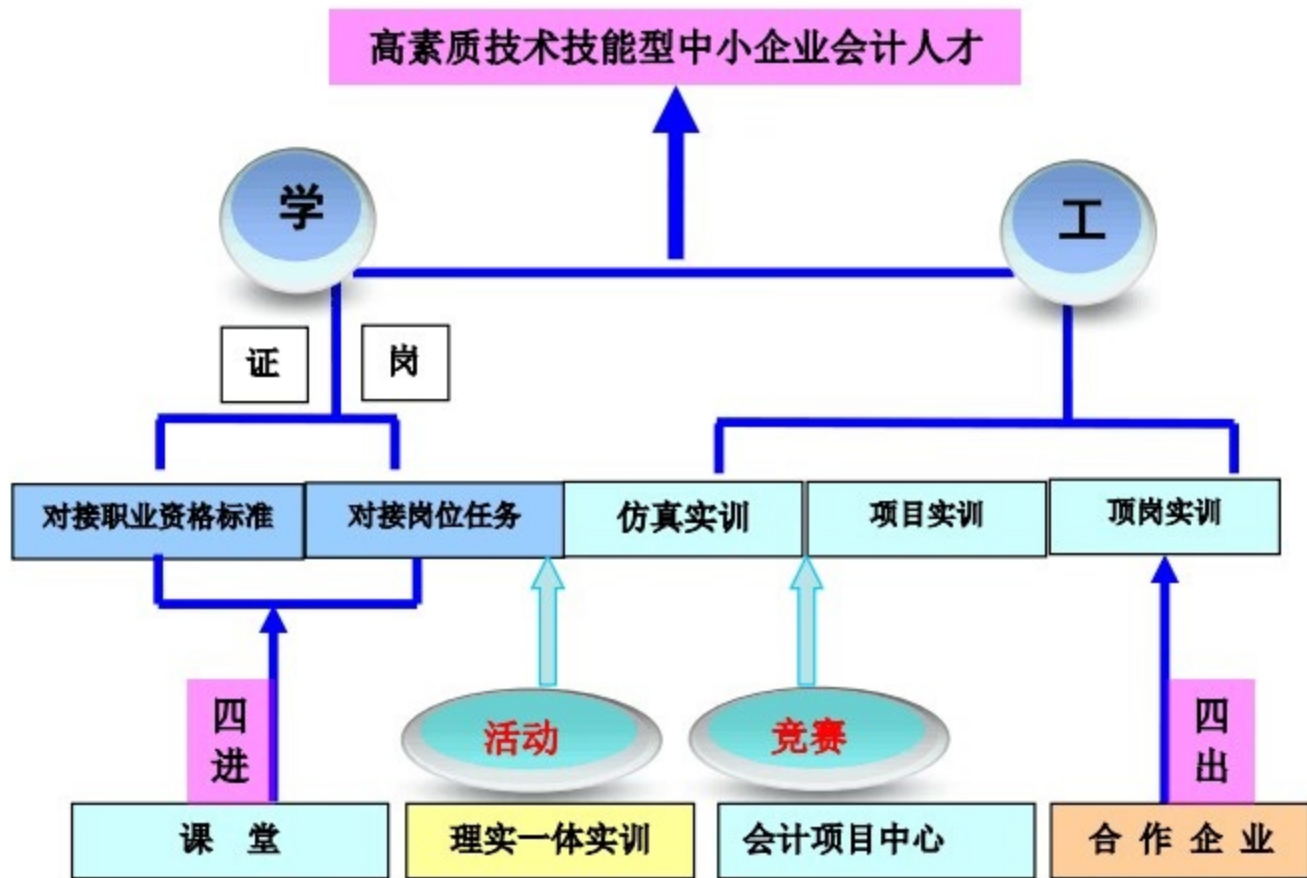 高素质技术技能型中小企业会计人才
学
工
证
岗
对接职业资格标准
对接岗位任务
仿真实训
项目实训
顶岗实训
四
进
活动
竞赛
四
出
课 堂
理实一体实训
会计项目中心
合 作 企 业